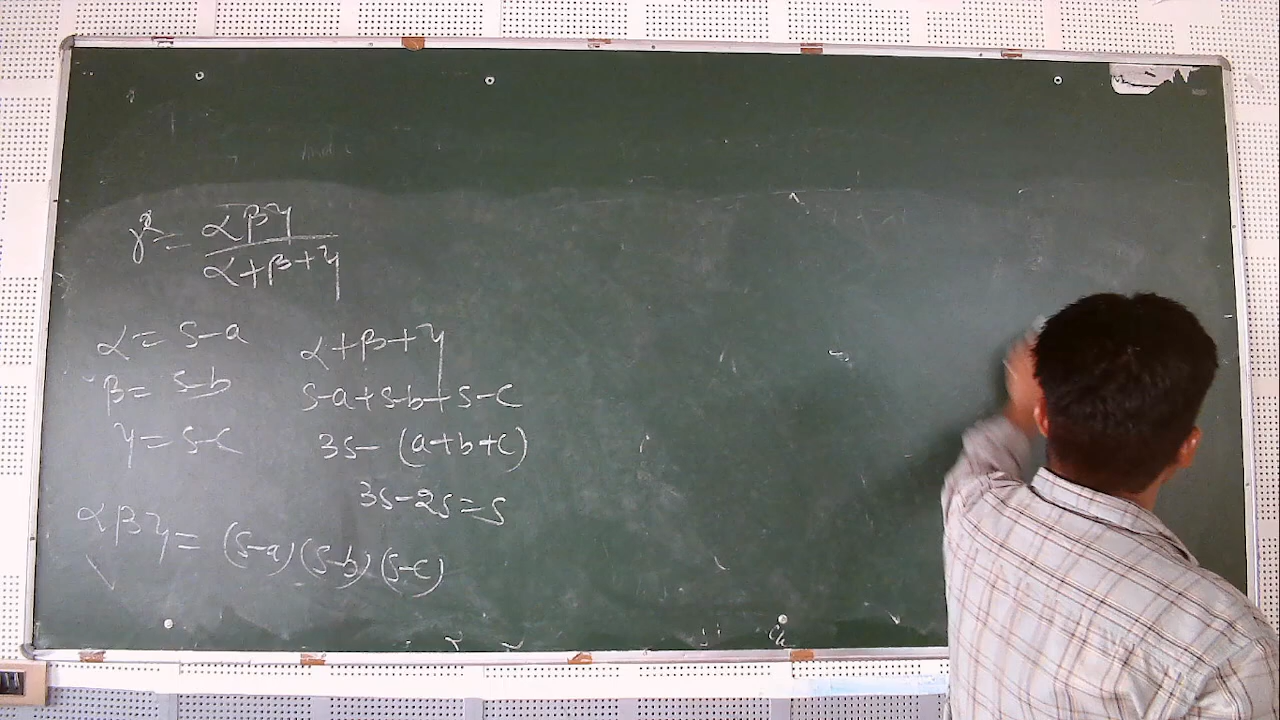 r² = αβγ / α+β+γ
α = s-a
β = s-b
γ = s-c
α+β+γ
s-a+s-b+s-c
3s-(a+b+c)
3s-2s=s
αβγ = (s-a)(s-b)(s-c)